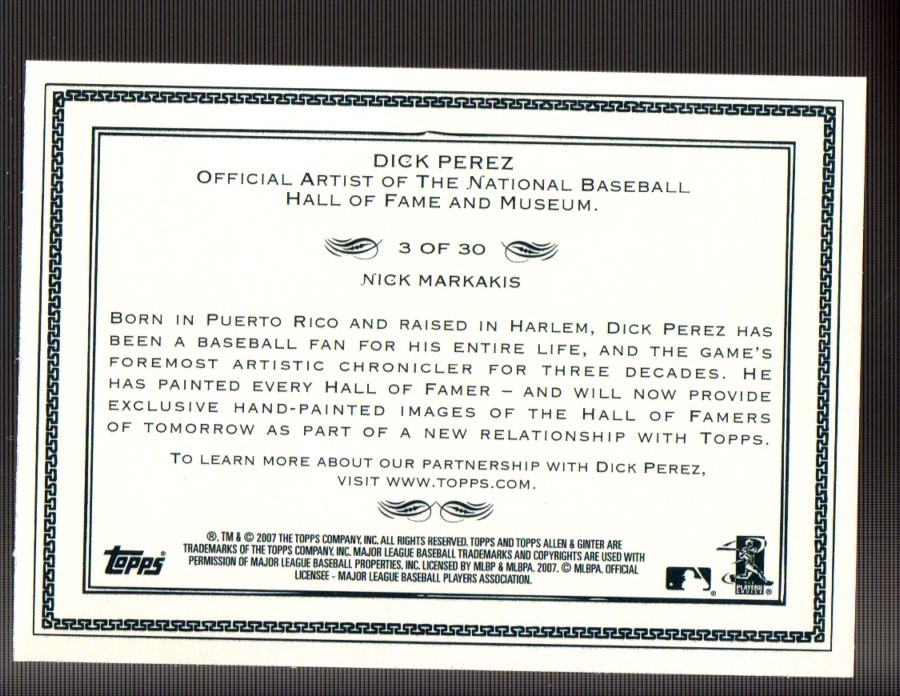 DICK PEREZ
OFFICIAL ARTIST OF THE NATIONAL BASEBALL
HALL OF FAME AND MUSEUM.
3 OF 30
NICK MARKAKIS
BORN IN PUERTO RICO AND RAISED IN HARLEM, DICK PEREZ HAS
BEEN A BASEBALL FAN FOR HIS ENTIRE LIFE, AND THE GAME'S
FOREMOST ARTISTIC CHRONICLER FOR THREE DECADES. HE
HAS PAINTED EVERY HALL OF FAMER – AND WILL NOW PROVIDE
EXCLUSIVE HAND-PAINTED IMAGES OF THE HALL OF FAMERS
OF TOMORROW AS PART OF A NEW RELATIONSHIP WITH TOPPS.
TO LEARN MORE ABOUT OUR PARTNERSHIP WITH DICK PEREZ,
VISIT WWW.TOPPS.COM.
®, TM & © 2007 THE TOPPS COMPANY, INC. ALL RIGHTS RESERVED. TOPPS AND TOPPS ALLEN & GINTER ARE
TRADEMARKS OF THE TOPPS COMPANY, INC. MAJOR LEAGUE BASEBALL TRADEMARKS AND COPYRIGHTS ARE USED WITH
PERMISSION OF MAJOR LEAGUE BASEBALL PROPERTIES, INC. LICENSED BY MLBP & MLBPA. 2007. © MLBPA. OFFICIAL
LICENSEE - MAJOR LEAGUE BASEBALL PLAYERS ASSOCIATION.
Topps
®
PLAYERS
CHOICE ®